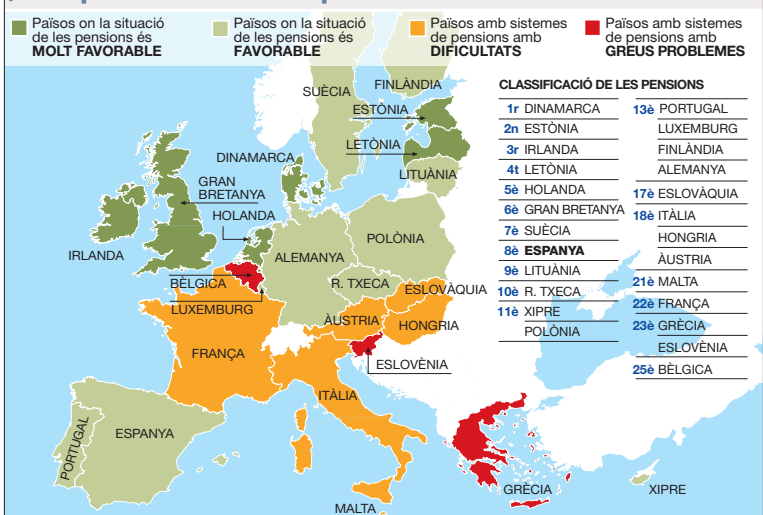 Països on la situació
de les pensions és
MOLT FAVORABLE
Països on la situació
de les pensions és
FAVORABLE
Països amb sistemes
de pensions amb
DIFICULTATS
Països amb sistemes
de pensions amb
GREUS PROBLEMES
CLASSIFICACIÓ DE LES PENSIONS
1r DINAMARCA
2n ESTÒNIA
3r IRLANDA
4t LETÒNIA
5è HOLANDA
6è GRAN BRETANYA
7è SUÈCIA
8è ESPANYA
9è LITUÀNIA
10è R. TXECA
11è XIPRE
POLÒNIA
13è PORTUGAL
LUXEMBURG
FINLÀNDIA
ALEMANYA
17è ESLOVÀQUIA
18è ITÀLIA
HONGRIA
ÀUSTRIA
21è MALTA
22è FRANÇA
23è GRÈCIA
ESLOVÈNIA
25è BÈLGICA
SUÈCIA
FINLÀNDIA
ESTÒNIA
LETÒNIA
LITUÀNIA
DINAMARCA
GRAN
BRETANYA
HOLANDA
IRLANDA
POLÒNIA
ALEMANYA
BÈLGICA
R. TXECA
ESLOVÀQUIA
LUXEMBURG
ÀUSTRIA
HONGRIA
FRANÇA
ESLOVÈNIA
ITÀLIA
PORTUGAL
ESPANYA
GRÈCIA
XIPRE
MALTA